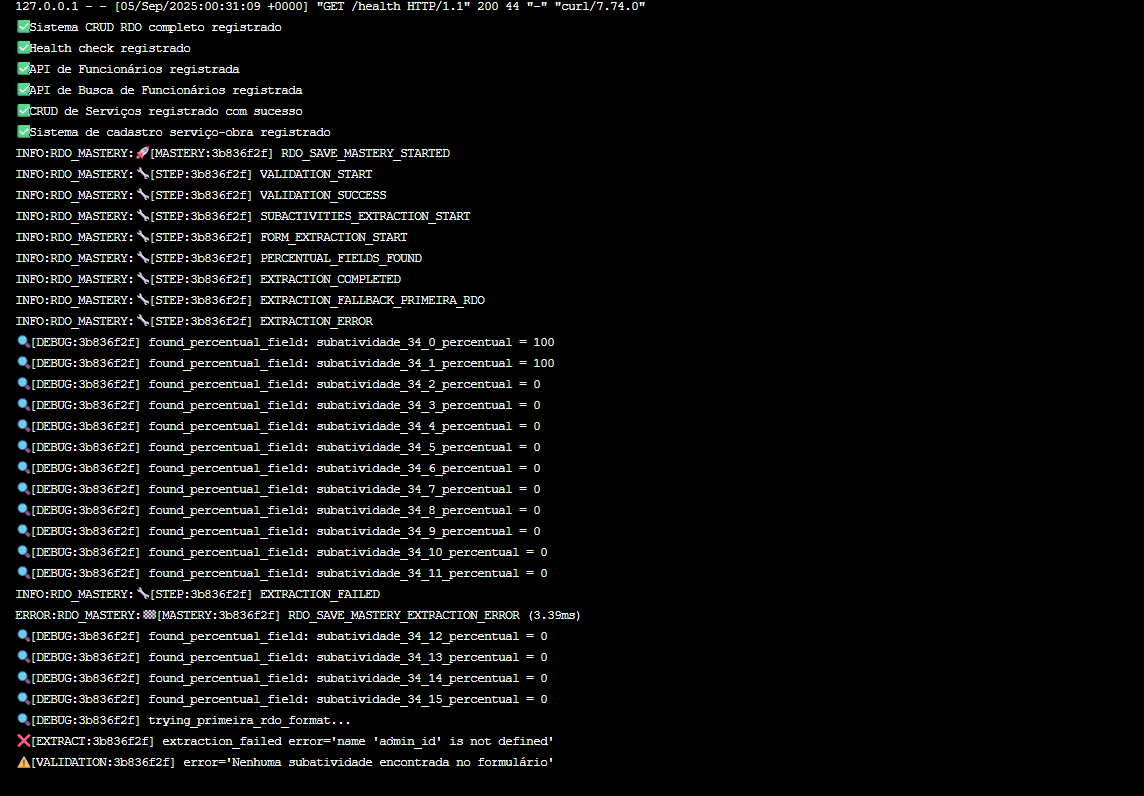 127.0.0.1 - - [05/Sep/2025:00:31:09 +0000] "GET /health HTTP/1.1" 200 44 "-" "curl/7.74.0"
✅Sistema CRUD RDO completo registrado
✅Health check registrado
✅API de Funcionários registrada
✅API de Busca de Funcionários registrada
✅CRUD de Serviços registrado com sucesso
✅Sistema de cadastro serviço-obra registrado
INFO:RDO_MASTERY:🚀[MASTERY:3b836f2f] RDO_SAVE_MASTERY_STARTED
INFO:RDO_MASTERY:🔧[STEP:3b836f2f] VALIDATION_START
INFO:RDO_MASTERY:🔧[STEP:3b836f2f] VALIDATION_SUCCESS
INFO:RDO_MASTERY:🔧[STEP:3b836f2f] SUBACTIVITIES_EXTRACTION_START
INFO:RDO_MASTERY:🔧[STEP:3b836f2f] FORM_EXTRACTION_START
INFO:RDO_MASTERY:🔧[STEP:3b836f2f] PERCENTUAL_FIELDS_FOUND
INFO:RDO_MASTERY:🔧[STEP:3b836f2f] EXTRACTION_COMPLETED
INFO:RDO_MASTERY:🔧[STEP:3b836f2f] EXTRACTION_FALLBACK_PRIMEIRA_RDO
INFO:RDO_MASTERY:🔧[STEP:3b836f2f] EXTRACTION_ERROR
🔍[DEBUG:3b836f2f] found_percentual_field: subatividade_34_0_percentual = 100
🔍[DEBUG:3b836f2f] found_percentual_field: subatividade_34_1_percentual = 100
🔍[DEBUG:3b836f2f] found_percentual_field: subatividade_34_2_percentual = 0
🔍[DEBUG:3b836f2f] found_percentual_field: subatividade_34_3_percentual = 0
🔍[DEBUG:3b836f2f] found_percentual_field: subatividade_34_4_percentual = 0
🔍[DEBUG:3b836f2f] found_percentual_field: subatividade_34_5_percentual = 0
🔍[DEBUG:3b836f2f] found_percentual_field: subatividade_34_6_percentual = 0
🔍[DEBUG:3b836f2f] found_percentual_field: subatividade_34_7_percentual = 0
🔍[DEBUG:3b836f2f] found_percentual_field: subatividade_34_8_percentual = 0
🔍[DEBUG:3b836f2f] found_percentual_field: subatividade_34_9_percentual = 0
🔍[DEBUG:3b836f2f] found_percentual_field: subatividade_34_10_percentual = 0
🔍[DEBUG:3b836f2f] found_percentual_field: subatividade_34_11_percentual = 0
INFO:RDO_MASTERY:🔧[STEP:3b836f2f] EXTRACTION_FAILED
ERROR:RDO_MASTERY:🏁[MASTERY:3b836f2f] RDO_SAVE_MASTERY_EXTRACTION_ERROR (3.39ms)
🔍[DEBUG:3b836f2f] found_percentual_field: subatividade_34_12_percentual = 0
🔍[DEBUG:3b836f2f] found_percentual_field: subatividade_34_13_percentual = 0
🔍[DEBUG:3b836f2f] found_percentual_field: subatividade_34_14_percentual = 0
🔍[DEBUG:3b836f2f] found_percentual_field: subatividade_34_15_percentual = 0
🔍[DEBUG:3b836f2f] trying_primeira_rdo_format...
❌[EXTRACT:3b836f2f] extraction_failed error='name 'admin_id' is not defined'
⚠️[VALIDATION:3b836f2f] error='Nenhuma subatividade encontrada no formulário'